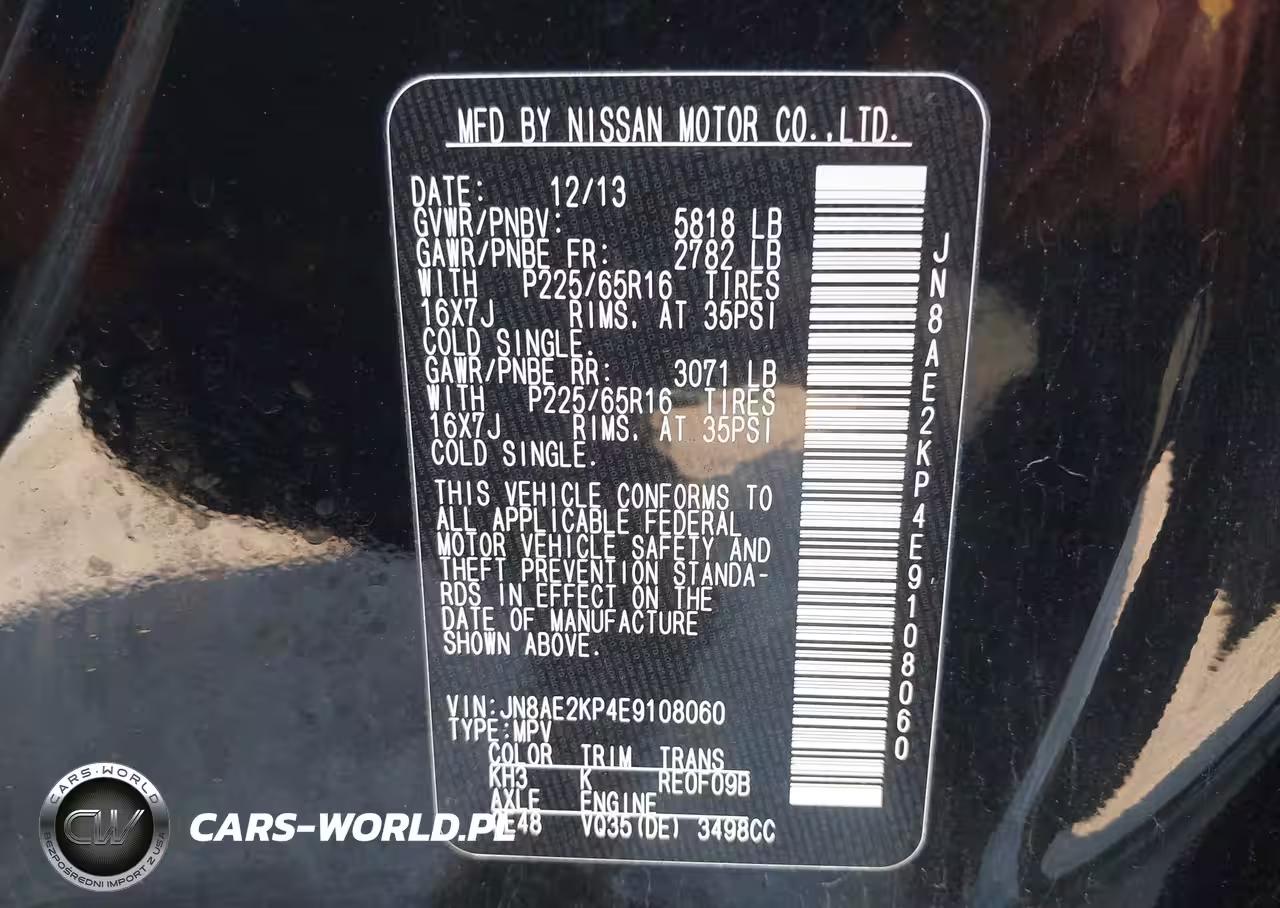 MFD BY NISSAN MOTOR CO.,LTD.
DATE: 12/13
GVWR/PNBV: 5818 LB
GAWR/PNBE FR: 2782 LB
WITH P225/65R16 TIRES
16X7J RIMS. AT 35PSI
COLD SINGLE.
GAWR/PNBE RR: 3071 LB
WITH P225/65R16 TIRES
16X7J RIMS. AT 35PSI
COLD SINGLE.
THIS VEHICLE CONFORMS TO
ALL APPLICABLE FEDERAL
MOTOR VEHICLE SAFETY AND
THEFT PREVENTION STANDA-
RDS IN EFFECT ON THE
DATE OF MANUFACTURE
SHOWN ABOVE.
VIN:JN8AE2KP4E9108060
TYPE:MPV
COLOR TRIM TRANS
KH3 K RE0F09B
AXLE ENGINE
VQ35(DE) 3498CC
JN8AE2KP4E9108060
CARS-WORLD
CW
BEZPOŚREDNI IMPORT Z USA
CARS-WORLD.PL